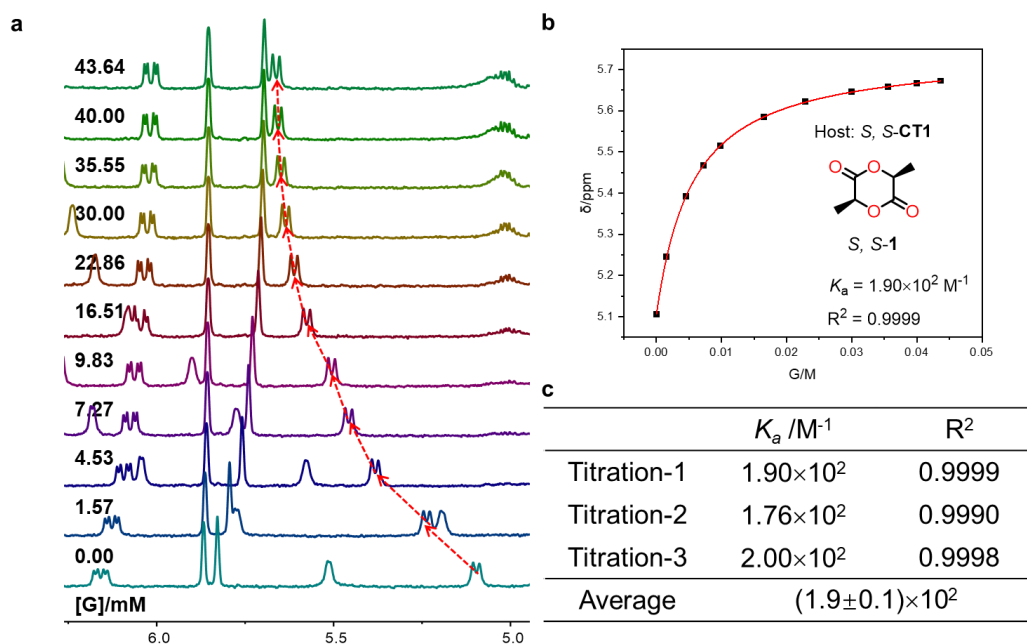 a
43.64
40.00
35.55
30.00
22.86
16.51
9.83
7.27
4.53
1.57
0.00
[G]/mM
6.0 5.5 5.0
b
5.7
5.6
5.5
5.4
5.3
5.2
5.1
δ/ppm
Host: S, S-CT1
O
O
O
O
S, S-1
Kₐ = 1.90×10² M⁻¹
R² = 0.9999
0.00 0.01 0.02 0.03 0.04 0.05
G/M
c
Kₐ /M⁻¹ R²
Titration-1 1.90×10² 0.9999
Titration-2 1.76×10² 0.9990
Titration-3 2.00×10² 0.9998
Average (1.9±0.1)×10²